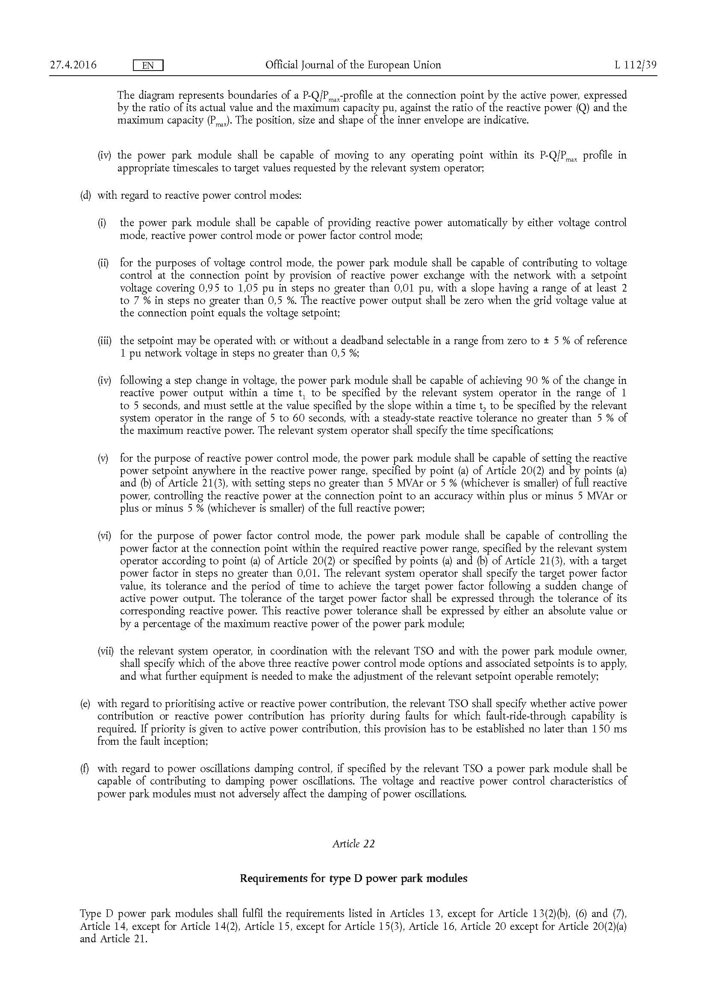 27.4.2016 EN Official Journal of the European Union L 112/39
The diagram represents boundaries of a P-Q/Pmax-profile at the connection point by the active power, expressed
by the ratio of its actual value and the maximum capacity pu, against the ratio of the reactive power (Q) and the
maximum capacity (Pmax). The position, size and shape of the inner envelope are indicative.
(iv) the power park module shall be capable of moving to any operating point within its P-Q/Pmax profile in
appropriate timescales to target values requested by the relevant system operator;
(d) with regard to reactive power control modes:
(i) the power park module shall be capable of providing reactive power automatically by either voltage control
mode, reactive power control mode or power factor control mode;
(ii) for the purposes of voltage control mode, the power park module shall be capable of contributing to voltage
control at the connection point by provision of reactive power exchange with the network with a setpoint
voltage covering 0,95 to 1,05 pu in steps no greater than 0,01 pu, with a slope having a range of at least 2
to 7 % in steps no greater than 0,5 %. The reactive power output shall be zero when the grid voltage value at
the connection point equals the voltage setpoint;
(iii) the setpoint may be operated with or without a deadband selectable in a range from zero to ± 5 % of reference
1 pu network voltage in steps no greater than 0,5 %;
(iv) following a step change in voltage, the power park module shall be capable of achieving 90 % of the change in
reactive power output within a time t1 to be specified by the relevant system operator in the range of 1
to 5 seconds, and must settle at the value specified by the slope within a time t2 to be specified by the relevant
system operator in the range of 5 to 60 seconds, with a steady-state reactive tolerance no greater than 5 % of
the maximum reactive power. The relevant system operator shall specify the time specifications;
(v) for the purpose of reactive power control mode, the power park module shall be capable of setting the reactive
power setpoint anywhere in the reactive power range, specified by point (a) of Article 20(2) and by points (a)
and (b) of Article 21(3), with setting steps no greater than 5 MVAr or 5 % (whichever is smaller) of full reactive
power, controlling the reactive power at the connection point to an accuracy within plus or minus 5 MVAr or
plus or minus 5 % (whichever is smaller) of the full reactive power;
(vi) for the purpose of power factor control mode, the power park module shall be capable of controlling the
power factor at the connection point within the required reactive power range, specified by the relevant system
operator according to point (a) of Article 20(2) or specified by points (a) and (b) of Article 21(3), with a target
power factor in steps no greater than 0,01. The relevant system operator shall specify the target power factor
value, its tolerance and the period of time to achieve the target power factor following a sudden change of
active power output. The tolerance of the target power factor shall be expressed through the tolerance of its
corresponding reactive power. This reactive power tolerance shall be expressed by either an absolute value or
by a percentage of the maximum reactive power of the power park module;
(vii) the relevant system operator, in coordination with the relevant TSO and with the power park module owner,
shall specify which of the above three reactive power control mode options and associated setpoints is to apply,
and what further equipment is needed to make the adjustment of the relevant setpoint operable remotely;
(e) with regard to prioritising active or reactive power contribution, the relevant TSO shall specify whether active power
contribution or reactive power contribution has priority during faults for which fault-ride-through capability is
required. If priority is given to active power contribution, this provision has to be established no later than 150 ms
from the fault inception;
(f) with regard to power oscillations damping control, if specified by the relevant TSO a power park module shall be
capable of contributing to damping power oscillations. The voltage and reactive power control characteristics of
power park modules must not adversely affect the damping of power oscillations.
Article 22
Requirements for type D power park modules
Type D power park modules shall fulfil the requirements listed in Articles 13, except for Article 13(2)(b), (6) and (7),
Article 14, except for Article 14(2), Article 15, except for Article 15(3), Article 16, Article 20 except for Article 20(2)(a)
and Article 21.